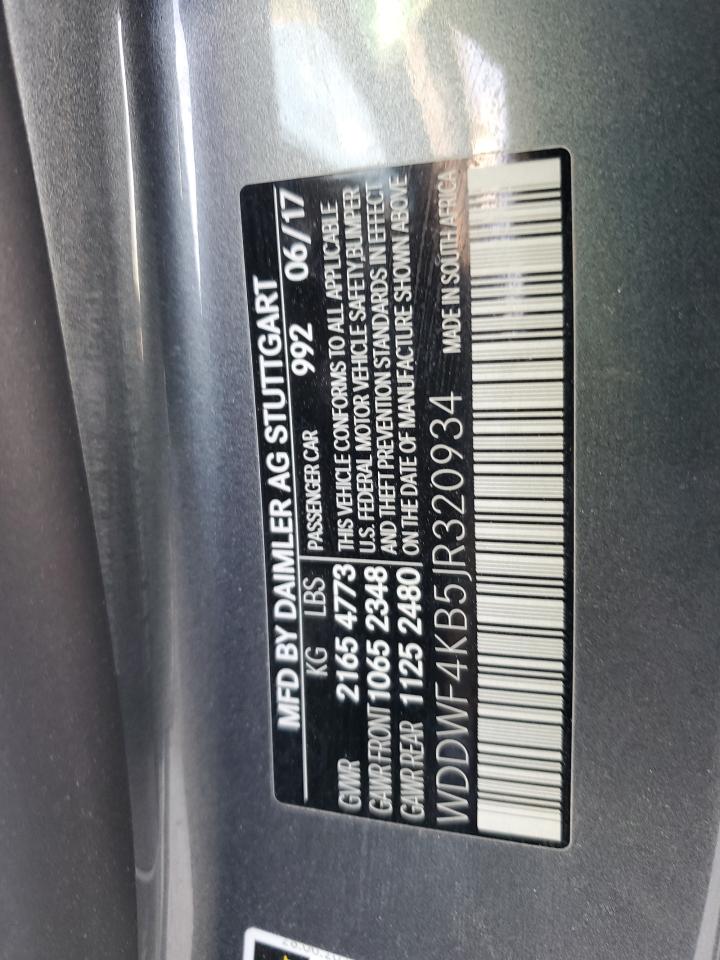 MFD BY DAIMLER AG STUTTGART
KG LBS PASSENGER CAR 992 06/17
GWR 2165 4773 THIS VEHICLE CONFORMS TO ALL APPLICABLE
GAWR FRONT 1065 2348 U.S. FEDERAL MOTOR VEHICLE SAFETY, BUMPER
GAWR REAR 1125 2480 AND THEFT PREVENTION STANDARDS IN EFFECT
ON THE DATE OF MANUFACTURE SHOWN ABOVE
WDDWF4KB5JR320934 MADE IN SOUTH AFRICA